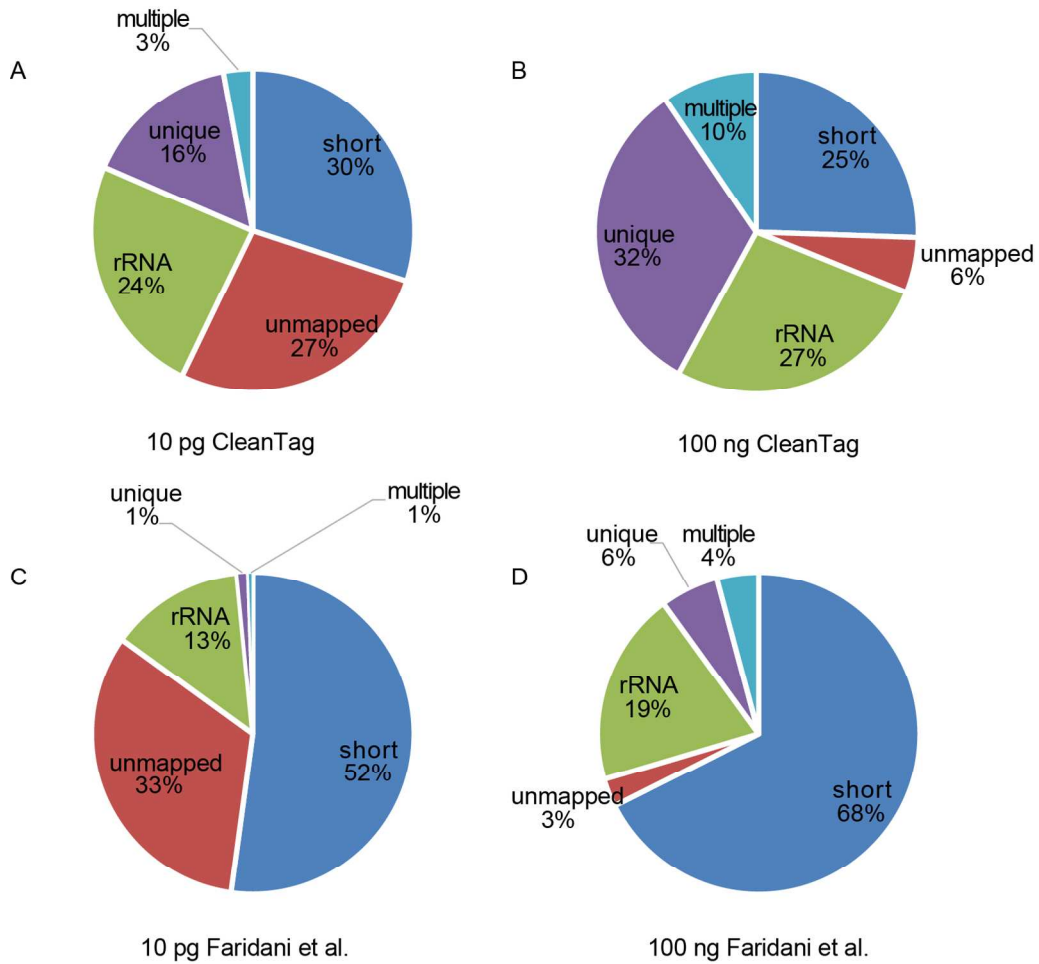 multiple
3%
A
unique
16%
short
30%
rRNA
24%
unmapped
27%
10 pg CleanTag
B
multiple
10%
short
25%
unique
32%
unmapped
6%
rRNA
27%
100 ng CleanTag
unique
1%
multiple
1%
C
rRNA
13%
unmapped
33%
short
52%
10 pg Faridani et al.
D
unique
6%
multiple
4%
rRNA
19%
unmapped
3%
short
68%
100 ng Faridani et al.